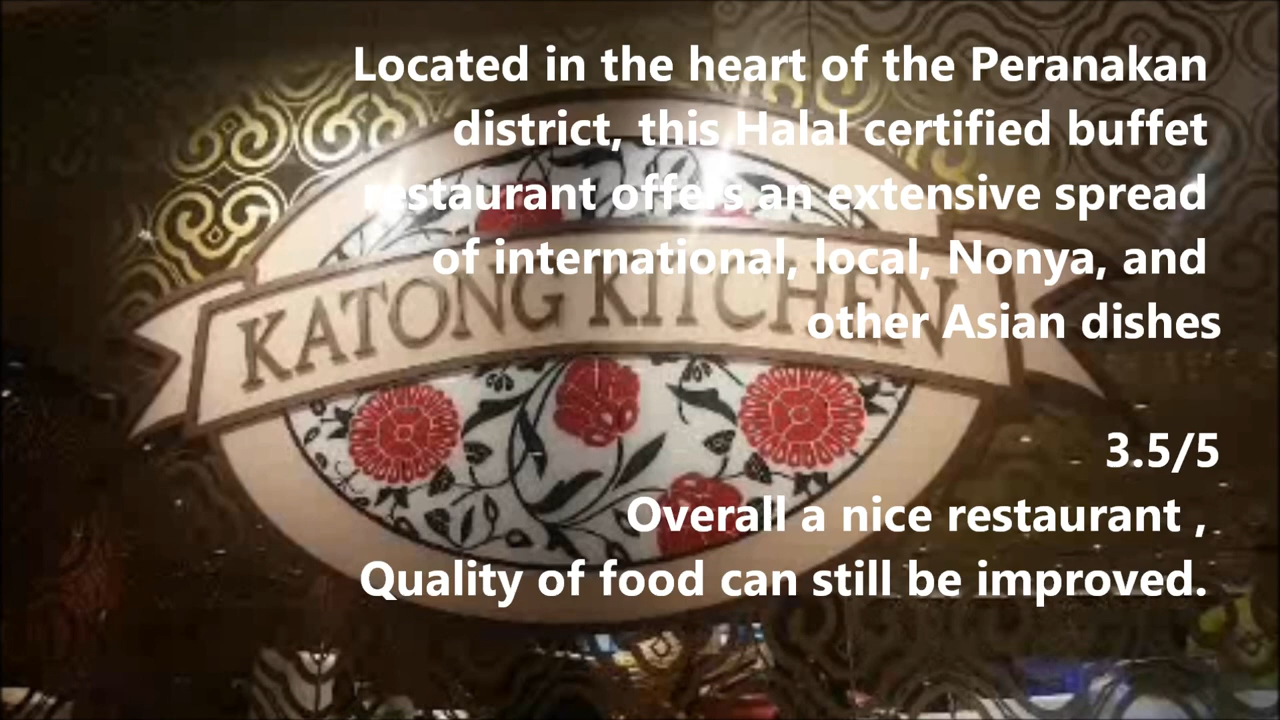 Located in the heart of the Peranakan
district, this Halal certified buffet
restaurant offers an extensive spread
of international, local, Nonya, and
other Asian dishes
KATONG KITCHEN
3.5/5
Overall a nice restaurant ,
Quality of food can still be improved.